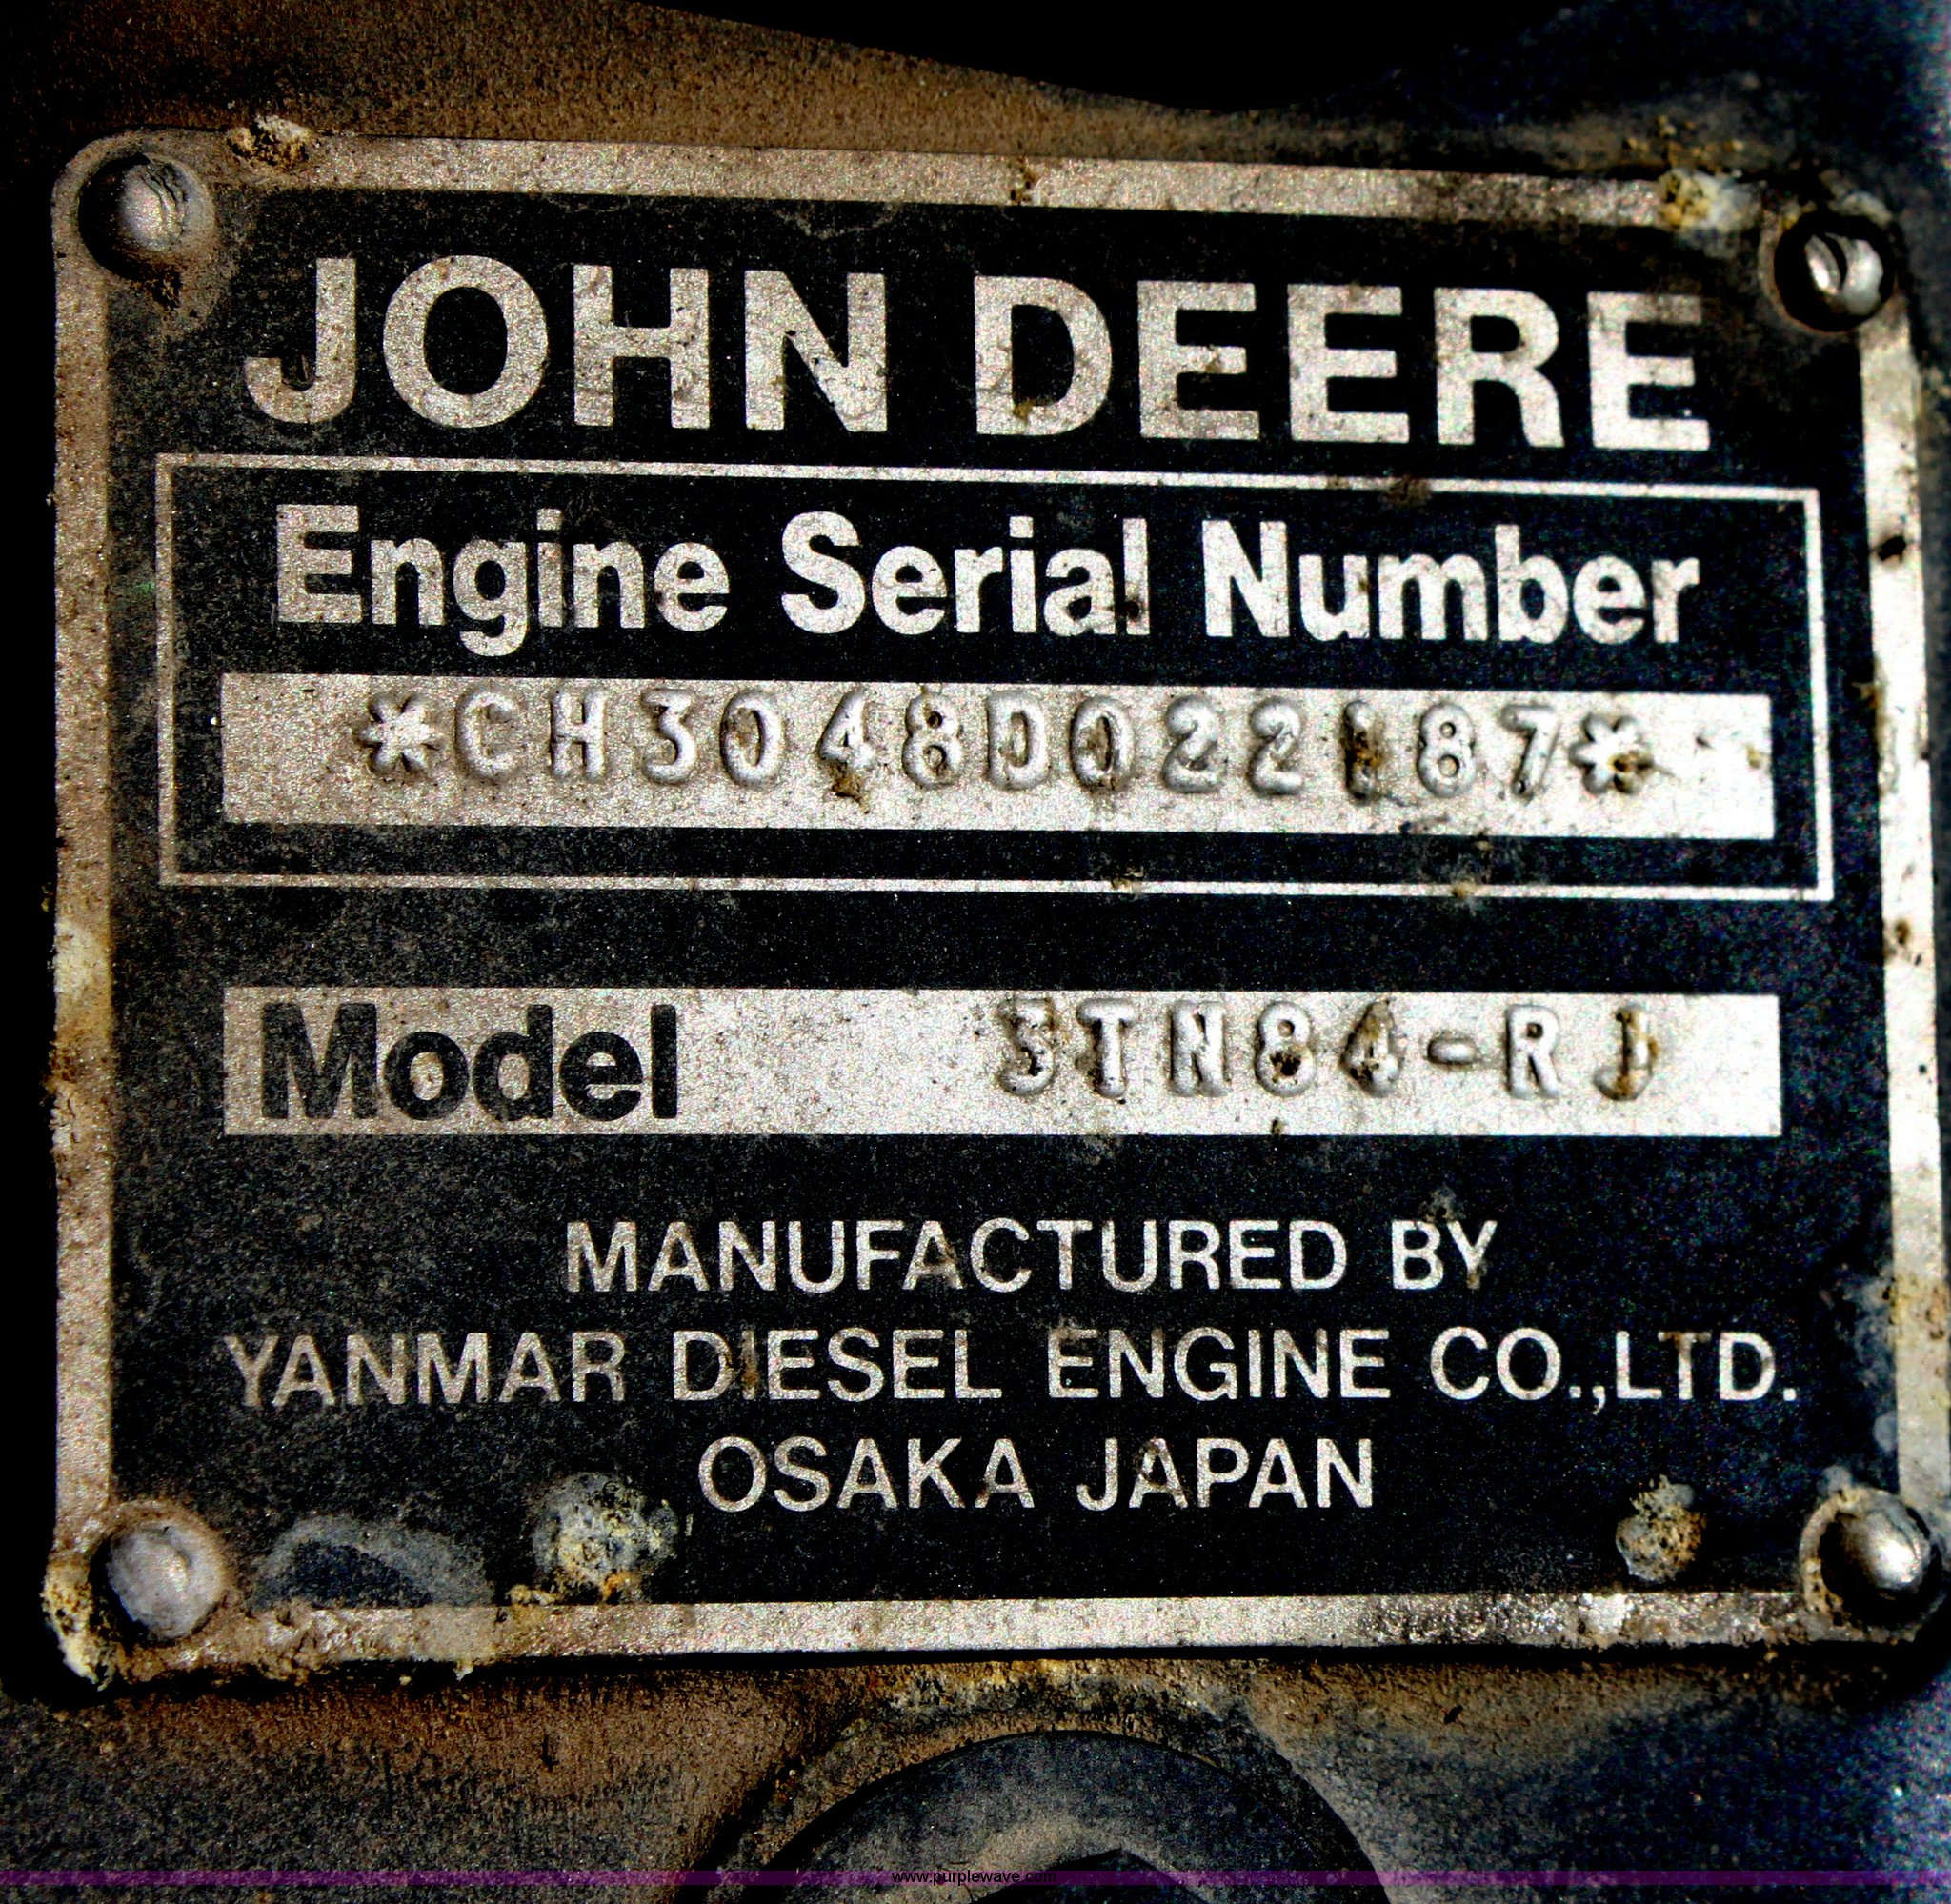 JOHN DEERE
Engine Serial Number
*CH3048D022187*
Model 3TN84-RJ
MANUFACTURED BY
YANMAR DIESEL ENGINE CO.,LTD.
OSAKA JAPAN
www.purplewave.com